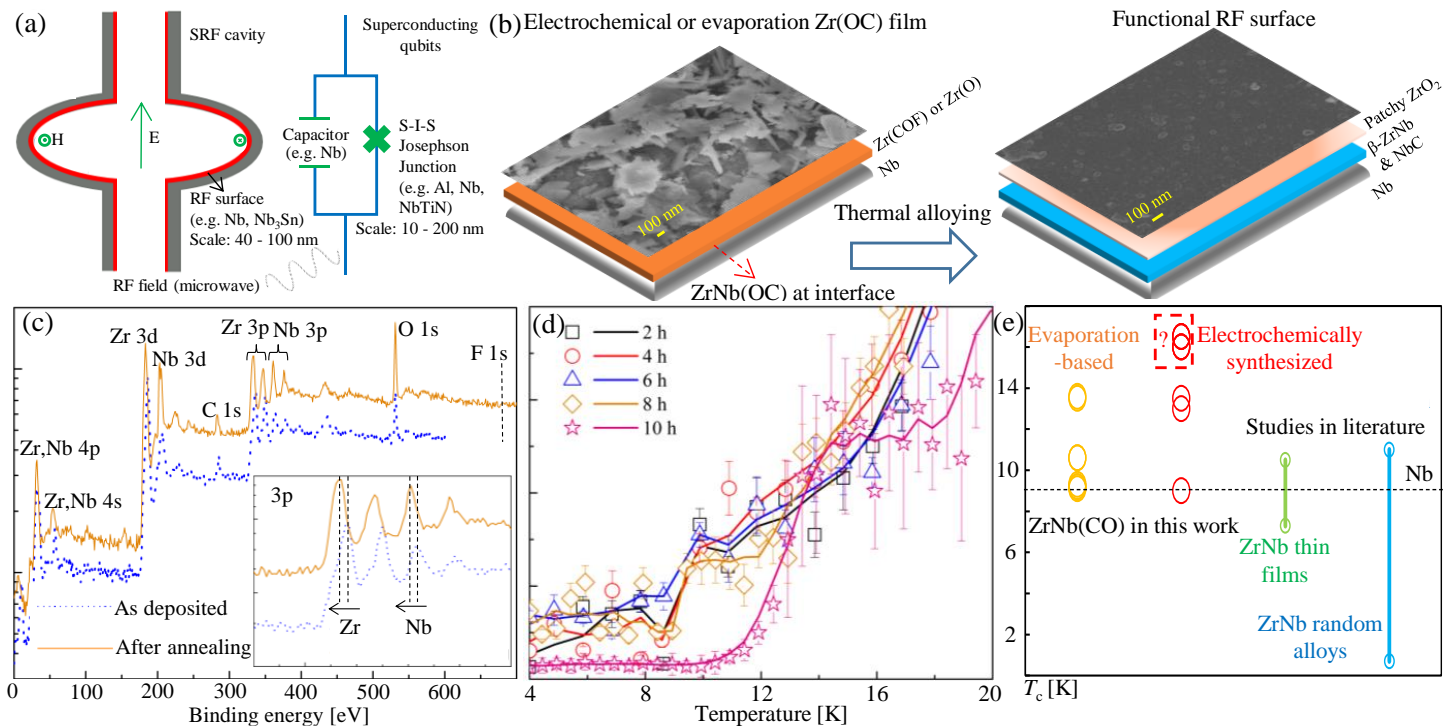 (a)
SRF cavity
H
E
RF surface
(e.g. Nb, Nb₃Sn)
Scale: 40 - 100 nm
RF field (microwave)
Superconducting
qubits
Capacitor
(e.g. Nb)
S-I-S
Josephson
Junction
(e.g. Al, Nb,
NbTiN)
Scale: 10 - 200 nm
(b)
Electrochemical or evaporation Zr(OC) film
100 nm
Zr(COF) or Zr(O)
Nb
ZrNb(OC) at interface
Thermal alloying
Functional RF surface
100 nm
Patchy ZrO₂
β-ZrNb
& NbC
Nb
(c)
Zr 3d
Nb 3d
Zr 3p
Nb 3p
O 1s
F 1s
C 1s
Zr,Nb 4p
Zr,Nb 4s
3p
Zr
Nb
As deposited
After annealing
0 100 200 300 400 500 600
Binding energy [eV]
(d)
2 h
4 h
6 h
8 h
10 h
4 6 8 10 12 14 16 18 20
Temperature [K]
(e)
Evaporation
-based
?
Electrochemically
synthesized
14
Studies in literature
10
Nb
ZrNb(CO) in this work
6
ZrNb thin
films
2
ZrNb random
alloys
Tc [K]